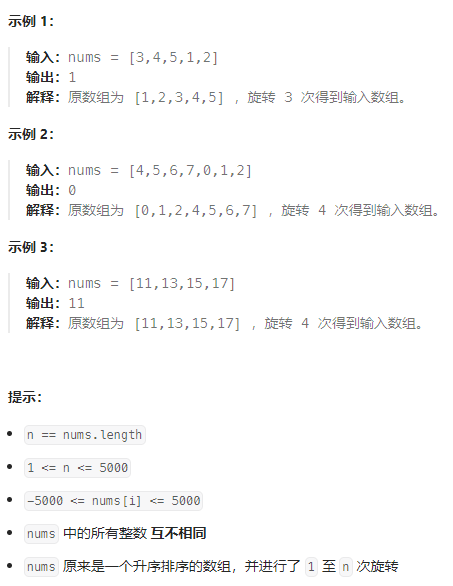 示例 1：
输入：nums = [3,4,5,1,2]
输出：1
解释：原数组为 [1,2,3,4,5] ，旋转 3 次得到输入数组。
示例 2：
输入：nums = [4,5,6,7,0,1,2]
输出：0
解释：原数组为 [0,1,2,4,5,6,7] ，旋转 4 次得到输入数组。
示例 3：
输入：nums = [11,13,15,17]
输出：11
解释：原数组为 [11,13,15,17] ，旋转 4 次得到输入数组。
提示：
n == nums.length
1 <= n <= 5000
-5000 <= nums[i] <= 5000
nums 中的所有整数 互不相同
nums 原来是一个升序排序的数组，并进行了 1 至 n 次旋转